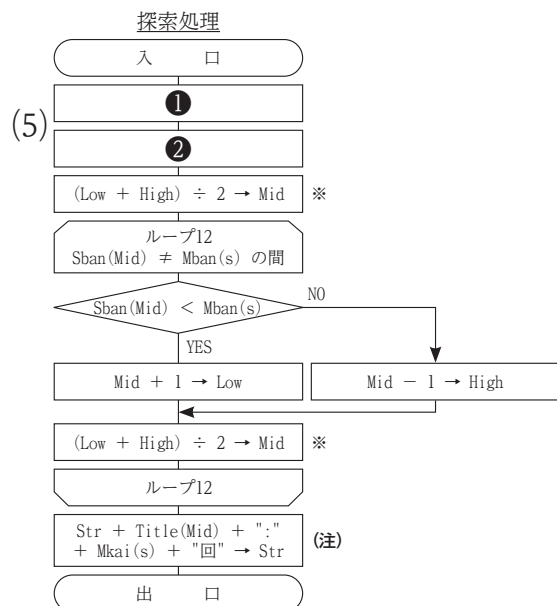 探索処理
入 口
(5)
❶
❷
(Low + High) ÷ 2 → Mid ※
ループ12
Sban(Mid) ≠ Mban(s) の間
Sban(Mid) < Mban(s)
NO
YES
Mid + 1 → Low
Mid － 1 → High
(Low + High) ÷ 2 → Mid ※
ループ12
Str + Title(Mid) + ":"
+ Mkai(s) + "回" → Str
(注)
出 口